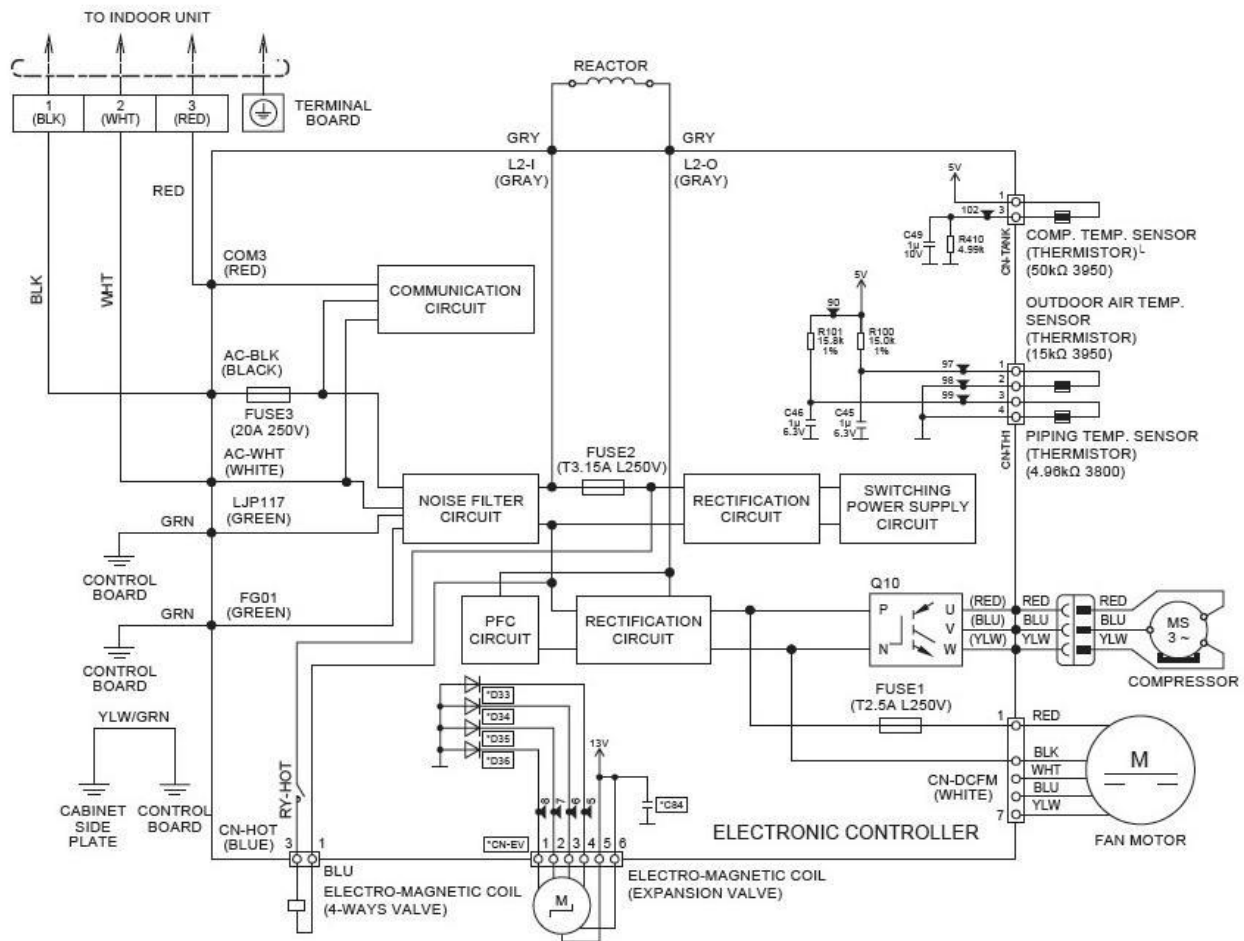 TO INDOOR UNIT
REACTOR
1
(BLK)
2
(WHT)
3
(RED)
TERMINAL
BOARD
GRY
GRY
L2-I
(GRAY)
L2-O
(GRAY)
RED
BLK
WHT
COM3
(RED)
COMMUNICATION
CIRCUIT
AC-BLK
(BLACK)
FUSE3
(20A 250V)
AC-WHT
(WHITE)
LJP117
(GREEN)
GRN
CONTROL
BOARD
FG01
(GREEN)
GRN
CONTROL
BOARD
YLW/GRN
CABINET
SIDE
PLATE
CONTROL
BOARD
5V
1
102
3
C49
1μ
10V
R410
4.99k
CN-TANK
COMP. TEMP. SENSOR
(THERMISTOR)└
(50kΩ 3950)
5V
90
R101
15.8k
1%
R100
15.0k
1%
OUTDOOR AIR TEMP.
SENSOR
(THERMISTOR)
(15kΩ 3950)
97
1
98
2
99
3
4
C46
1μ
6.3V
C45
1μ
6.3V
CN-TH1
PIPING TEMP. SENSOR
(THERMISTOR)
(4.96kΩ 3800)
FUSE2
(T3.15A L250V)
NOISE FILTER
CIRCUIT
RECTIFICATION
CIRCUIT
SWITCHING
POWER SUPPLY
CIRCUIT
PFC
CIRCUIT
RECTIFICATION
CIRCUIT
Q10
P
U
V
N
W
(RED)
RED
RED
(BLU)
BLU
BLU
(YLW)
YLW
YLW
MS
3 ~
COMPRESSOR
FUSE1
(T2.5A L250V)
1
RED
BLK
WHT
BLU
YLW
7
CN-DCFM
(WHITE)
M
FAN MOTOR
*D33
*D34
*D35
*D36
13V
*C84
8
7
6
5
*CN-EV
1
2
3
4
5
6
ELECTRONIC CONTROLLER
RY-HOT
CN-HOT
(BLUE)
3
1
BLU
ELECTRO-MAGNETIC COIL
(4-WAYS VALVE)
M
ELECTRO-MAGNETIC COIL
(EXPANSION VALVE)